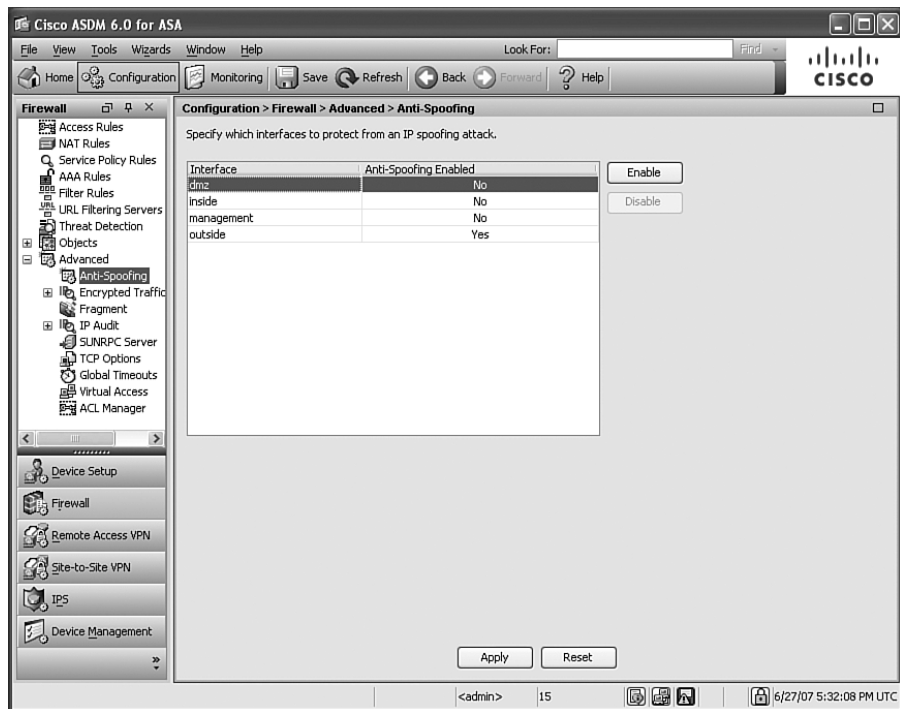 Cisco ASDM 6.0 for ASA
File View Tools Wizards Window Help Look For: Find
Home Configuration Monitoring Save Refresh Back Forward Help
CISCO
Firewall
Access Rules
NAT Rules
Service Policy Rules
AAA Rules
Filter Rules
URL Filtering Servers
Threat Detection
Objects
Advanced
Anti-Spoofing
Encrypted Traffic
Fragment
IP Audit
SUNRPC Server
TCP Options
Global Timeouts
Virtual Access
ACL Manager
Device Setup
Firewall
Remote Access VPN
Site-to-Site VPN
IPS
Device Management
Configuration > Firewall > Advanced > Anti-Spoofing
Specify which interfaces to protect from an IP spoofing attack.
Interface Anti-Spoofing Enabled
dmz No
inside No
management No
outside Yes
Enable
Disable
Apply Reset
<admin> 15 6/27/07 5:32:08 PM UTC